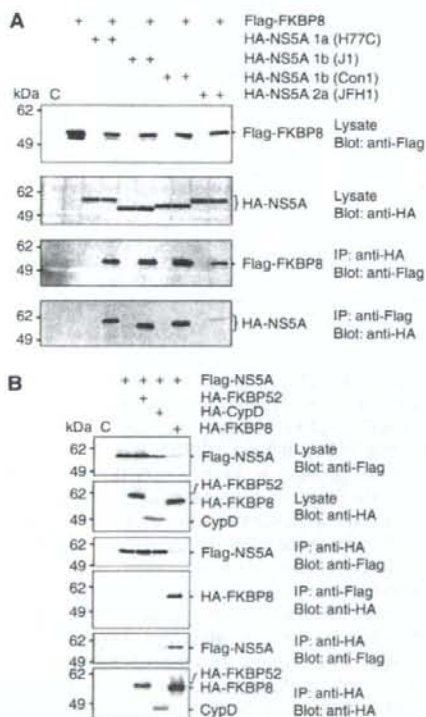 A
+ + + + + Flag-FKBP8
+ + HA-NS5A 1a (H77C)
+ + HA-NS5A 1b (J1)
+ + HA-NS5A 1b (Con1)
kDa C + + HA-NS5A 2a (JFH1)
62
49
Flag-FKBP8
Lysate
Blot: anti-Flag
62
49
HA-NS5A
Lysate
Blot: anti-HA
62
49
Flag-FKBP8
IP: anti-HA
Blot: anti-Flag
62
49
HA-NS5A
IP: anti-Flag
Blot: anti-HA
B
+ + + + Flag-NS5A
+ HA-FKBP52
+ HA-CypD
kDa C + HA-FKBP8
62
49
Flag-NS5A
Lysate
Blot: anti-Flag
62
49
HA-FKBP52
HA-FKBP8
CypD
Lysate
Blot: anti-HA
62
49
Flag-NS5A
IP: anti-HA
Blot: anti-Flag
62
49
HA-FKBP8
IP: anti-Flag
Blot: anti-HA
62
49
Flag-NS5A
IP: anti-HA
Blot: anti-Flag
62
49
HA-FKBP52
HA-FKBP8
CypD
IP: anti-HA
Blot: anti-HA